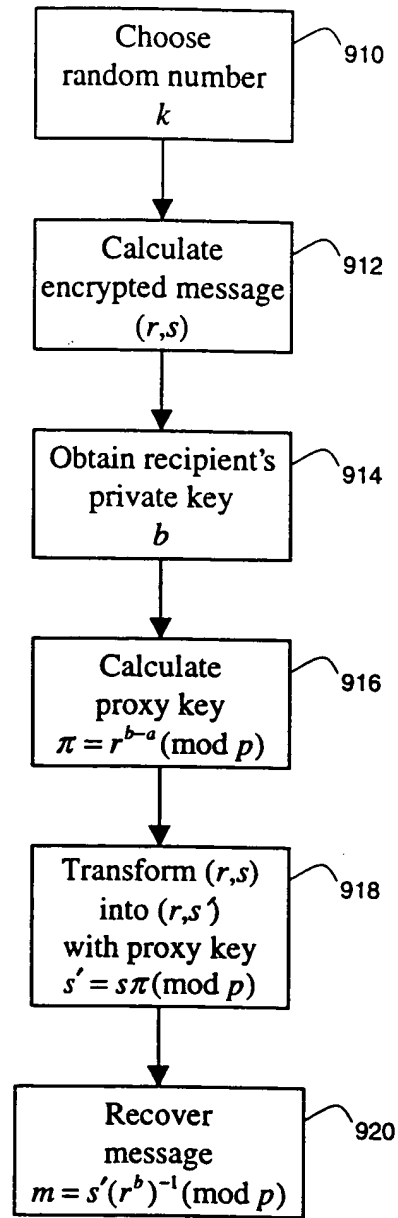 Choose
random number
k
910
Calculate
encrypted message
(r,s)
912
Obtain recipient's
private key
b
914
Calculate
proxy key
π = r^{b−a} (mod p)
916
Transform (r,s)
into (r,s′)
with proxy key
s′ = sπ (mod p)
918
Recover
message
m = s′(r^b)^{−1} (mod p)
920